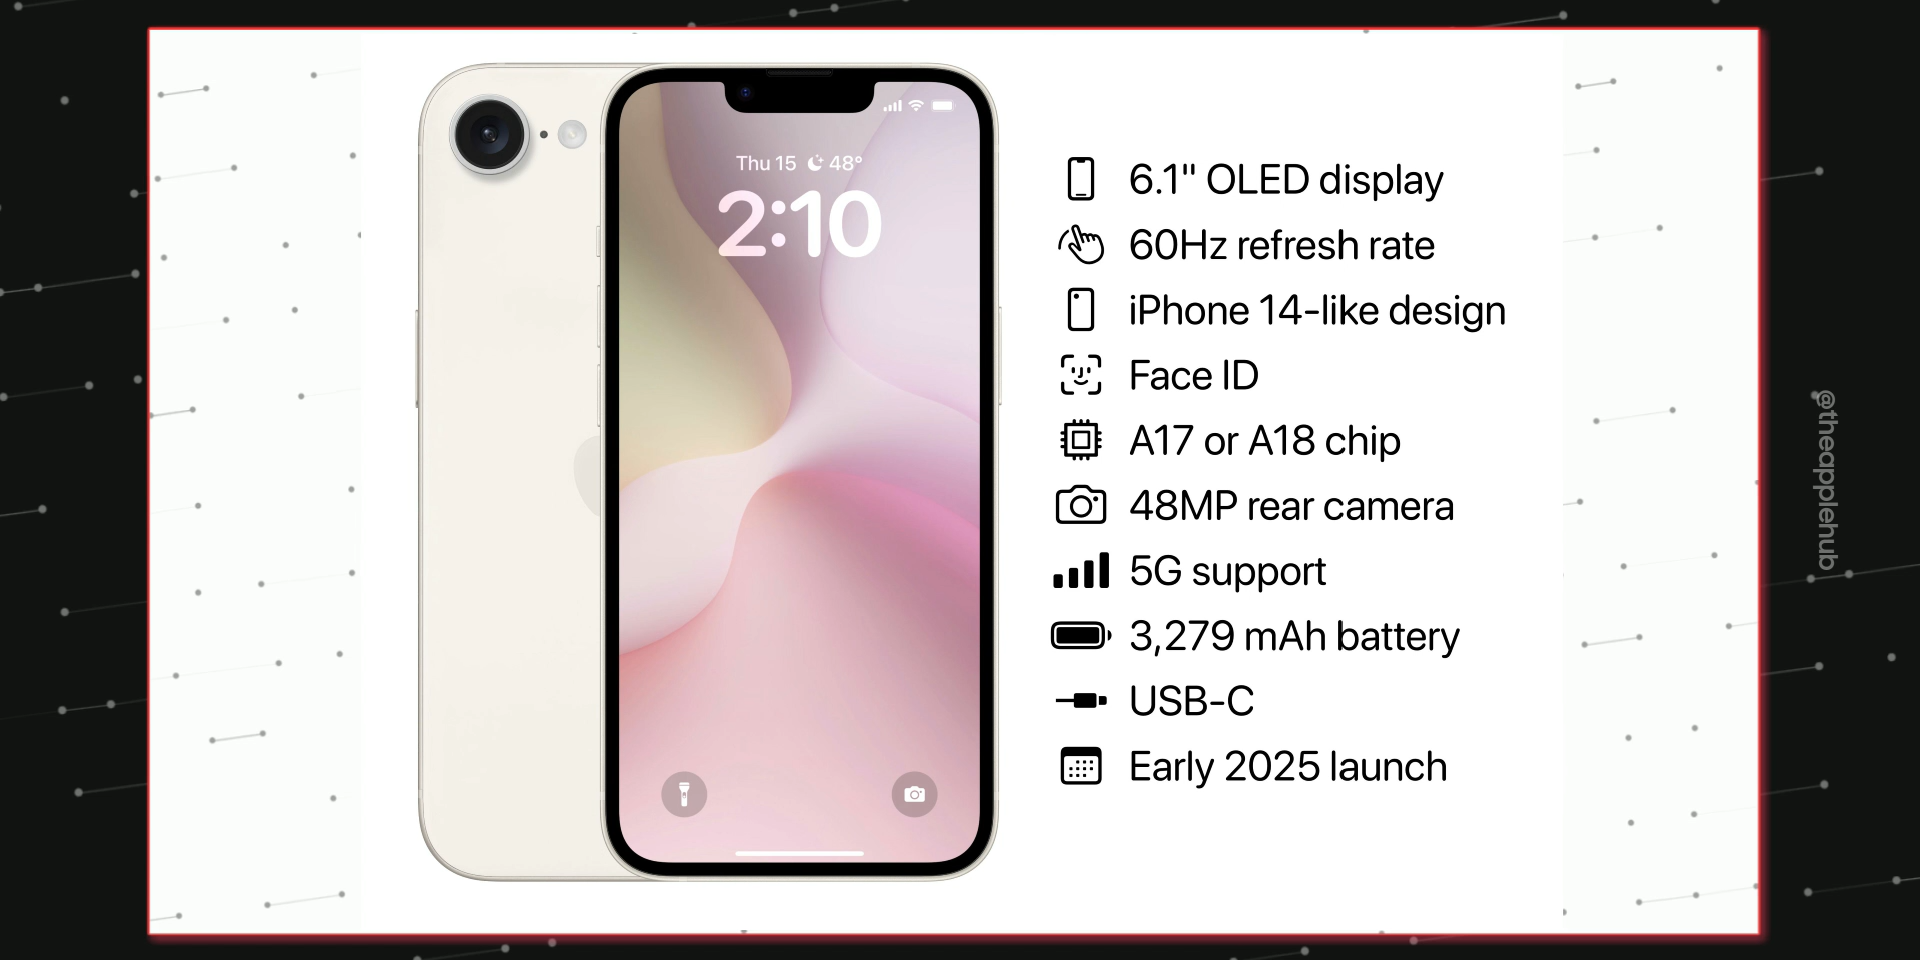 Thu 15 48°
2:10
6.1" OLED display
60Hz refresh rate
iPhone 14-like design
Face ID
A17 or A18 chip
48MP rear camera
5G support
3,279 mAh battery
USB-C
Early 2025 launch
@theapplehub